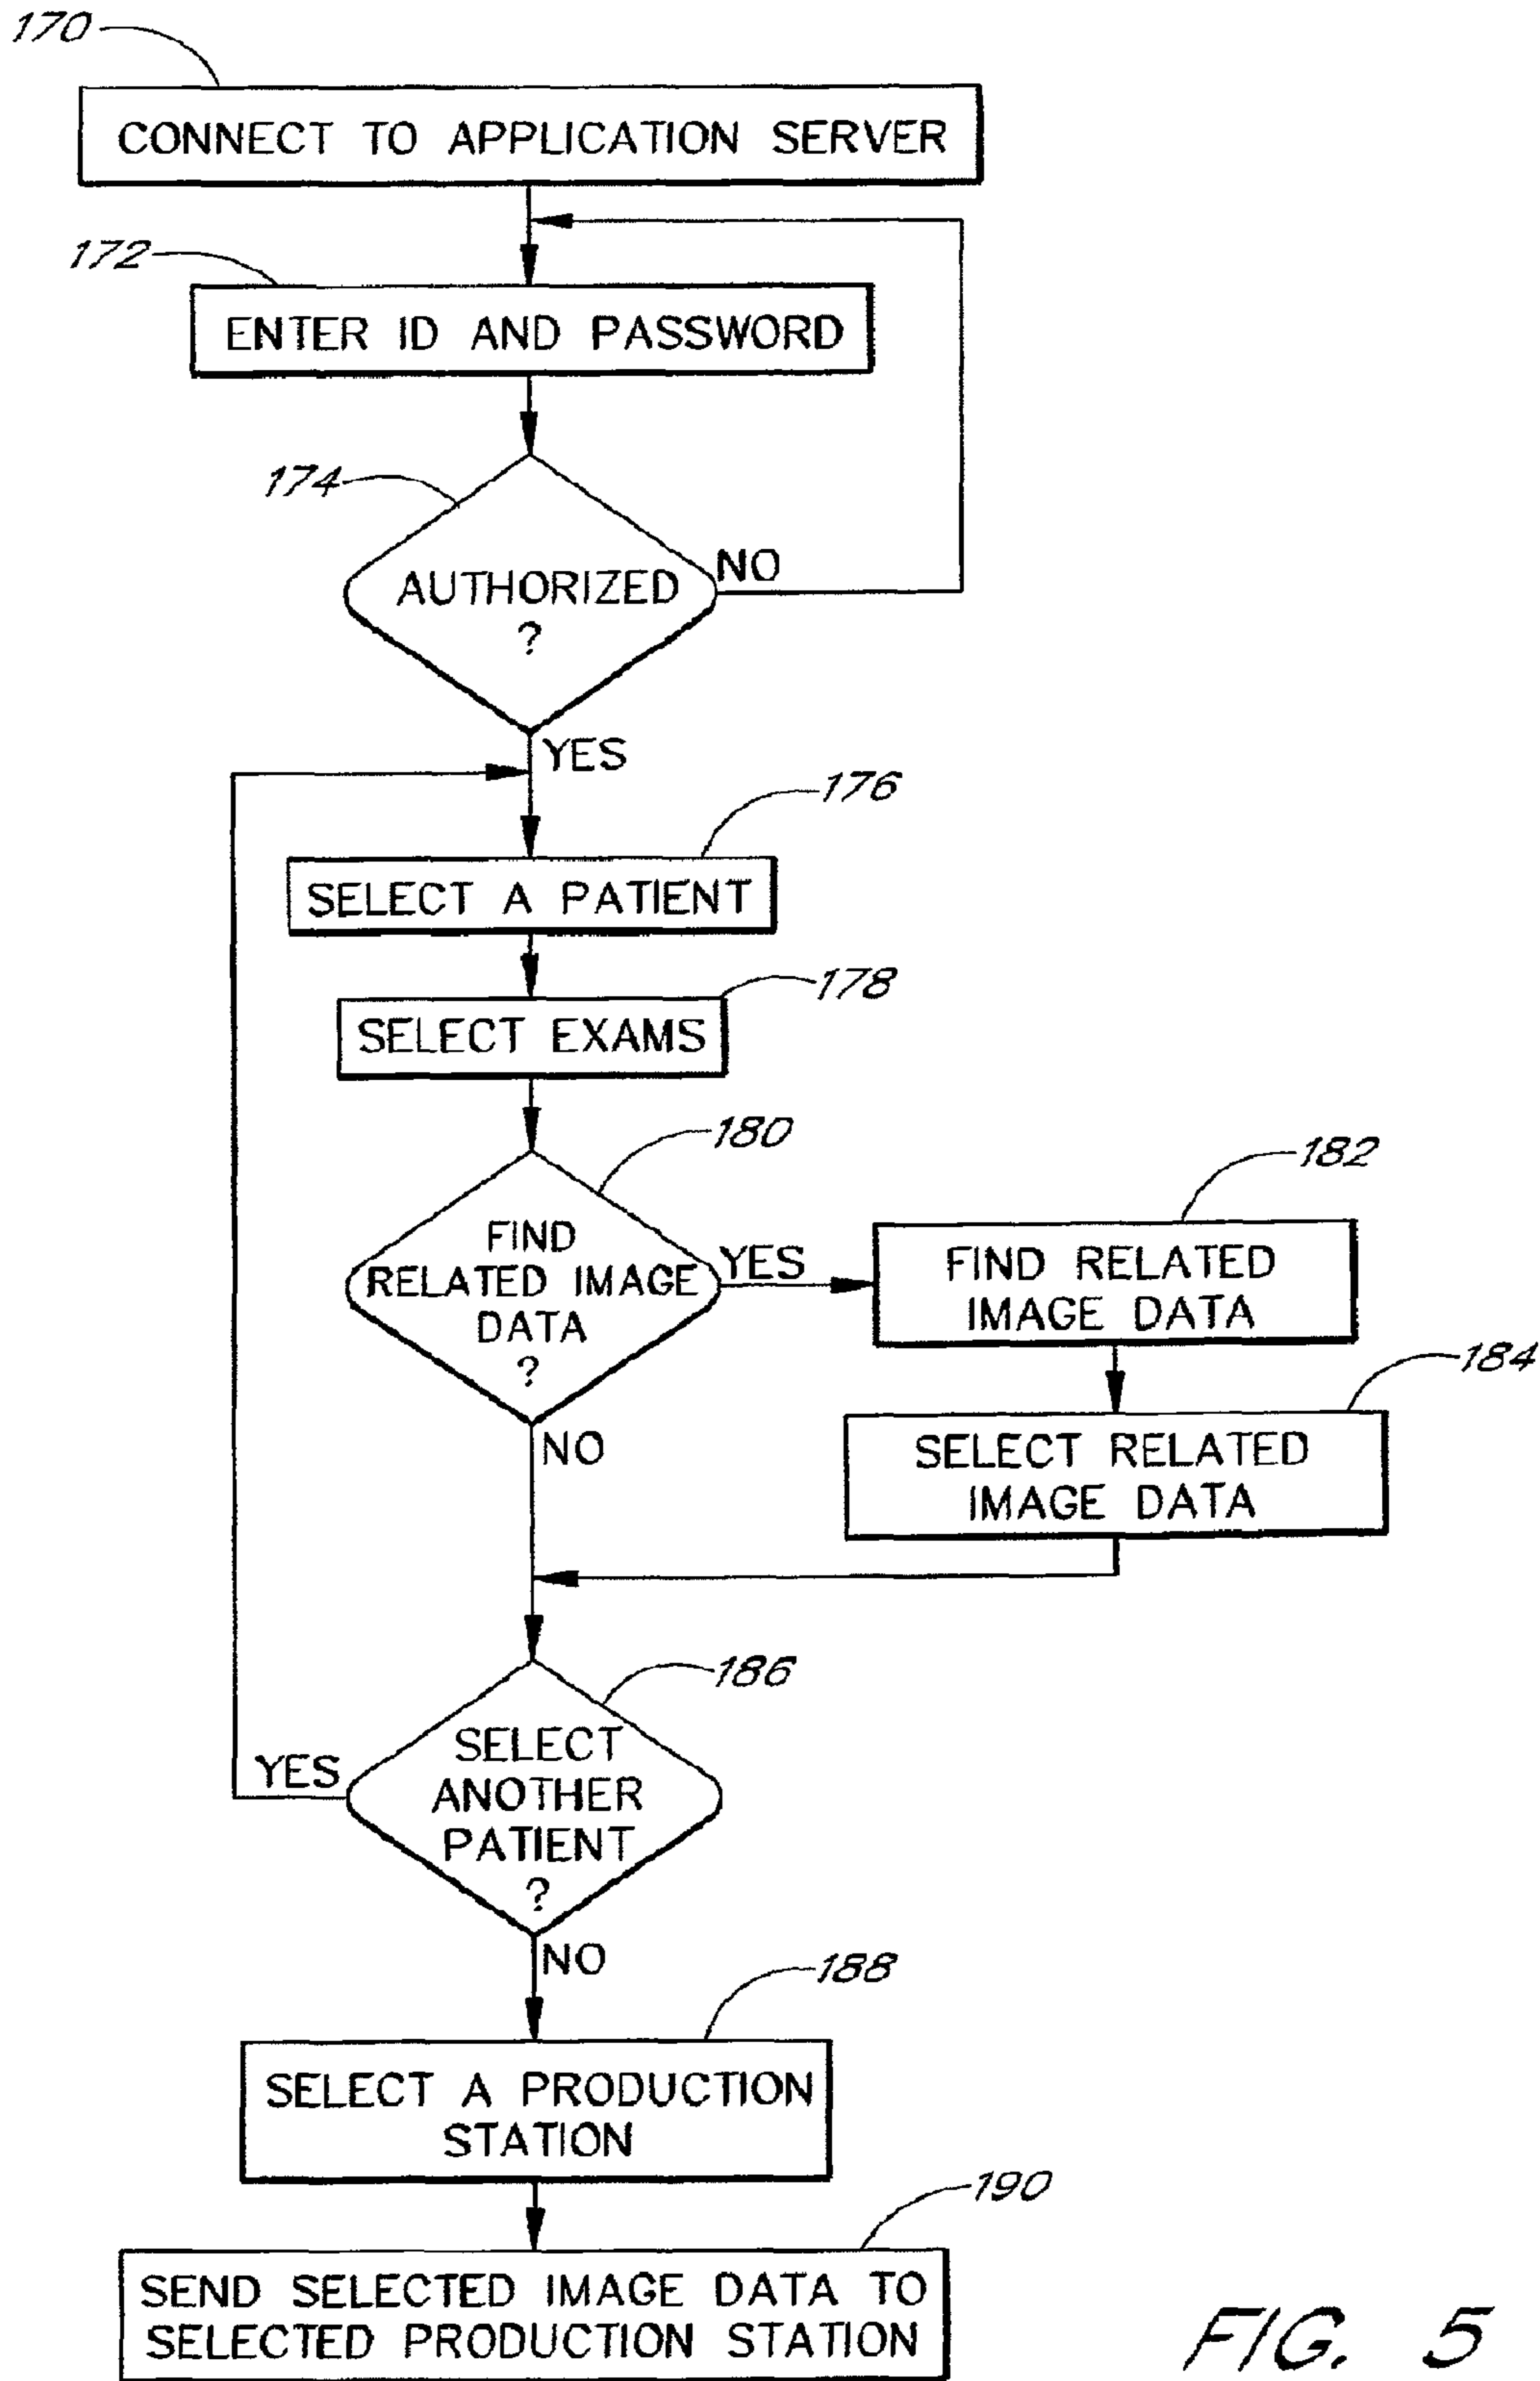 170
CONNECT TO APPLICATION SERVER
172
ENTER ID AND PASSWORD
174
AUTHORIZED
?
NO
YES
176
SELECT A PATIENT
178
SELECT EXAMS
180
FIND
RELATED IMAGE
DATA
?
YES
182
FIND RELATED
IMAGE DATA
184
SELECT RELATED
IMAGE DATA
NO
186
SELECT
ANOTHER
PATIENT
?
YES
NO
188
SELECT A PRODUCTION
STATION
190
SEND SELECTED IMAGE DATA TO
SELECTED PRODUCTION STATION
FIG. 5